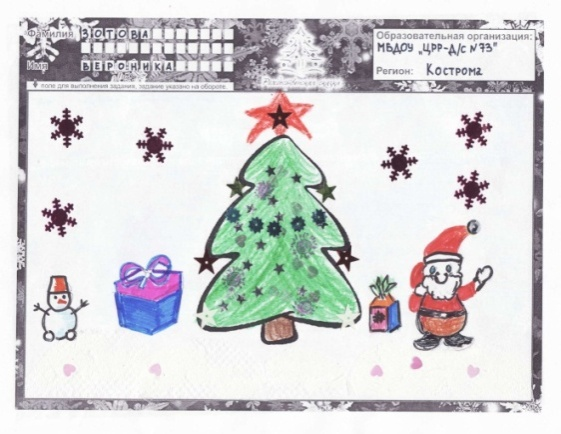 Фамилия ЗОТОВА
Имя ВЕРОНИКА
Образовательная организация:
МБДОУ „ЦРР-Д/С №73"
Регион: Кострома
поле для выполнения задания, задание указано на обороте.